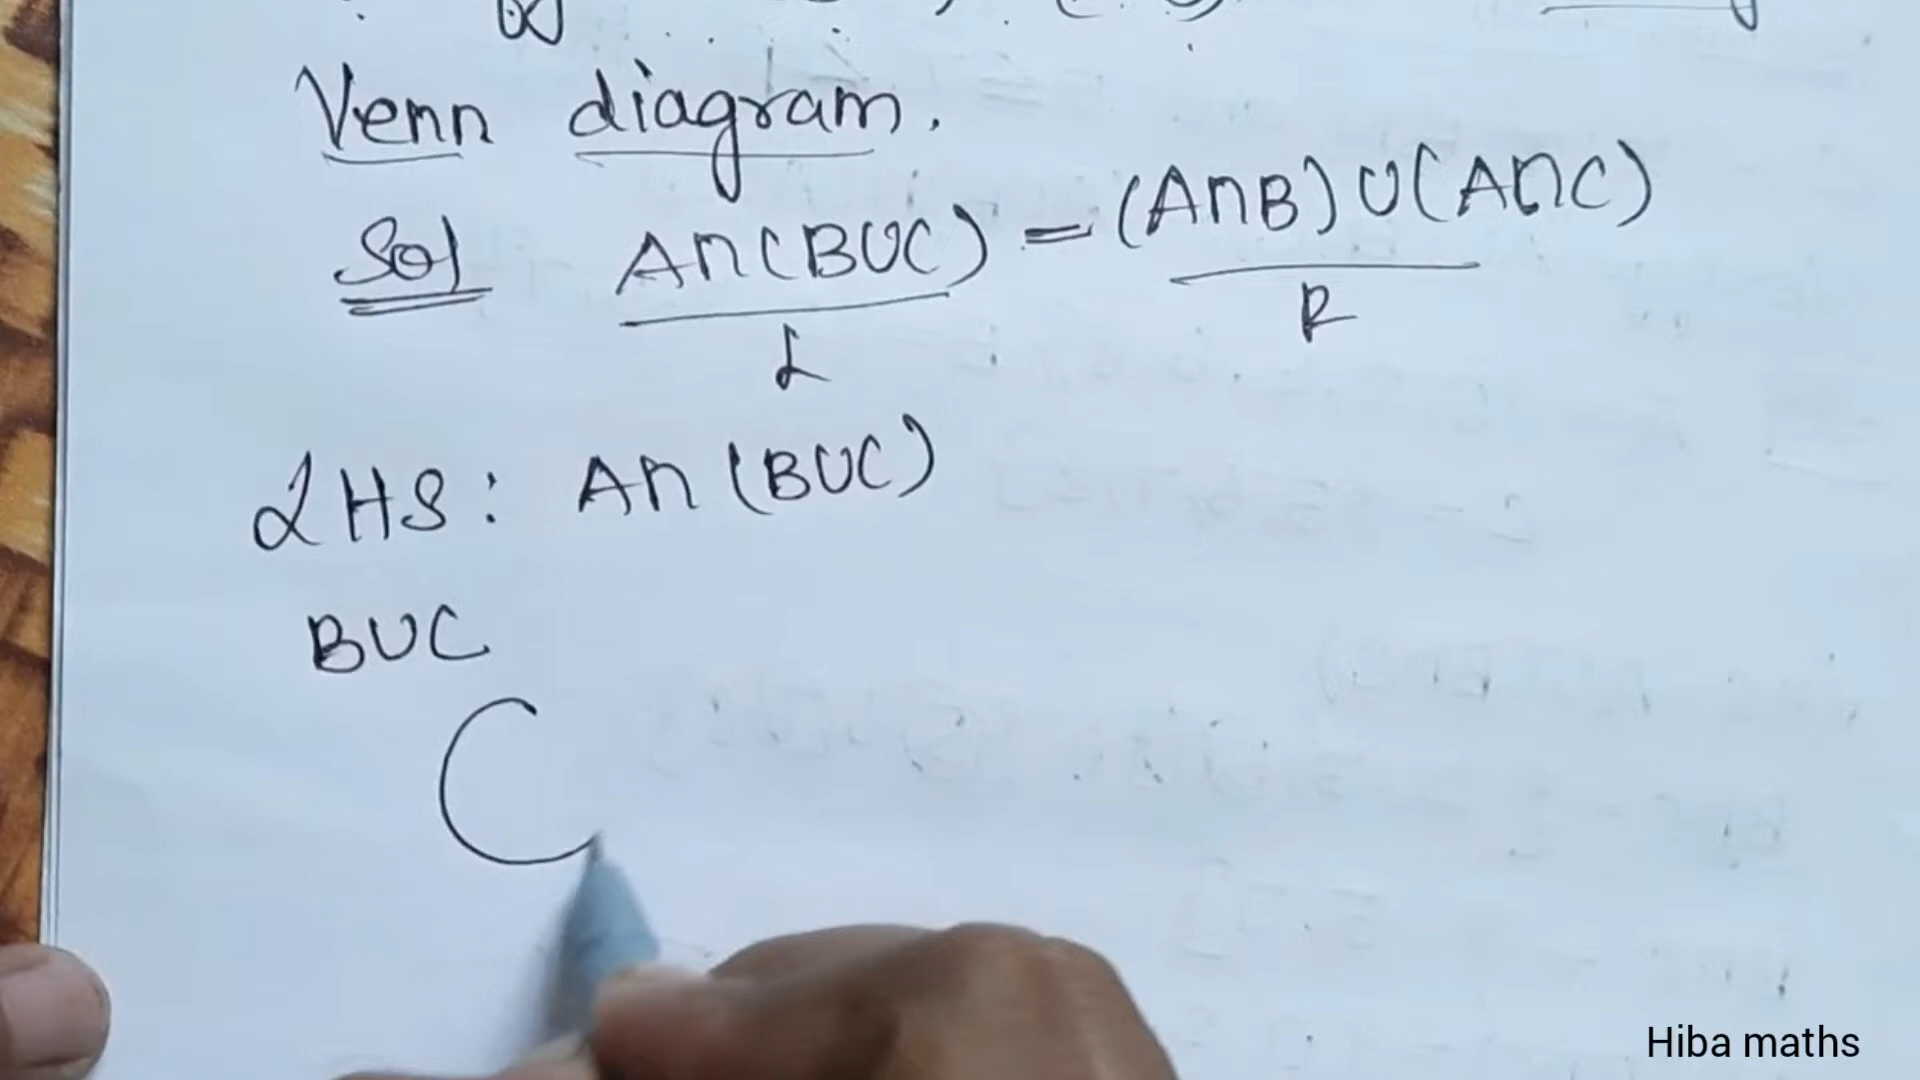 Venn diagram.
Sol A∩(B∪C) = (A∩B)∪(A∩C)
L R
LHS: A∩(B∪C)
B∪C
Hiba maths